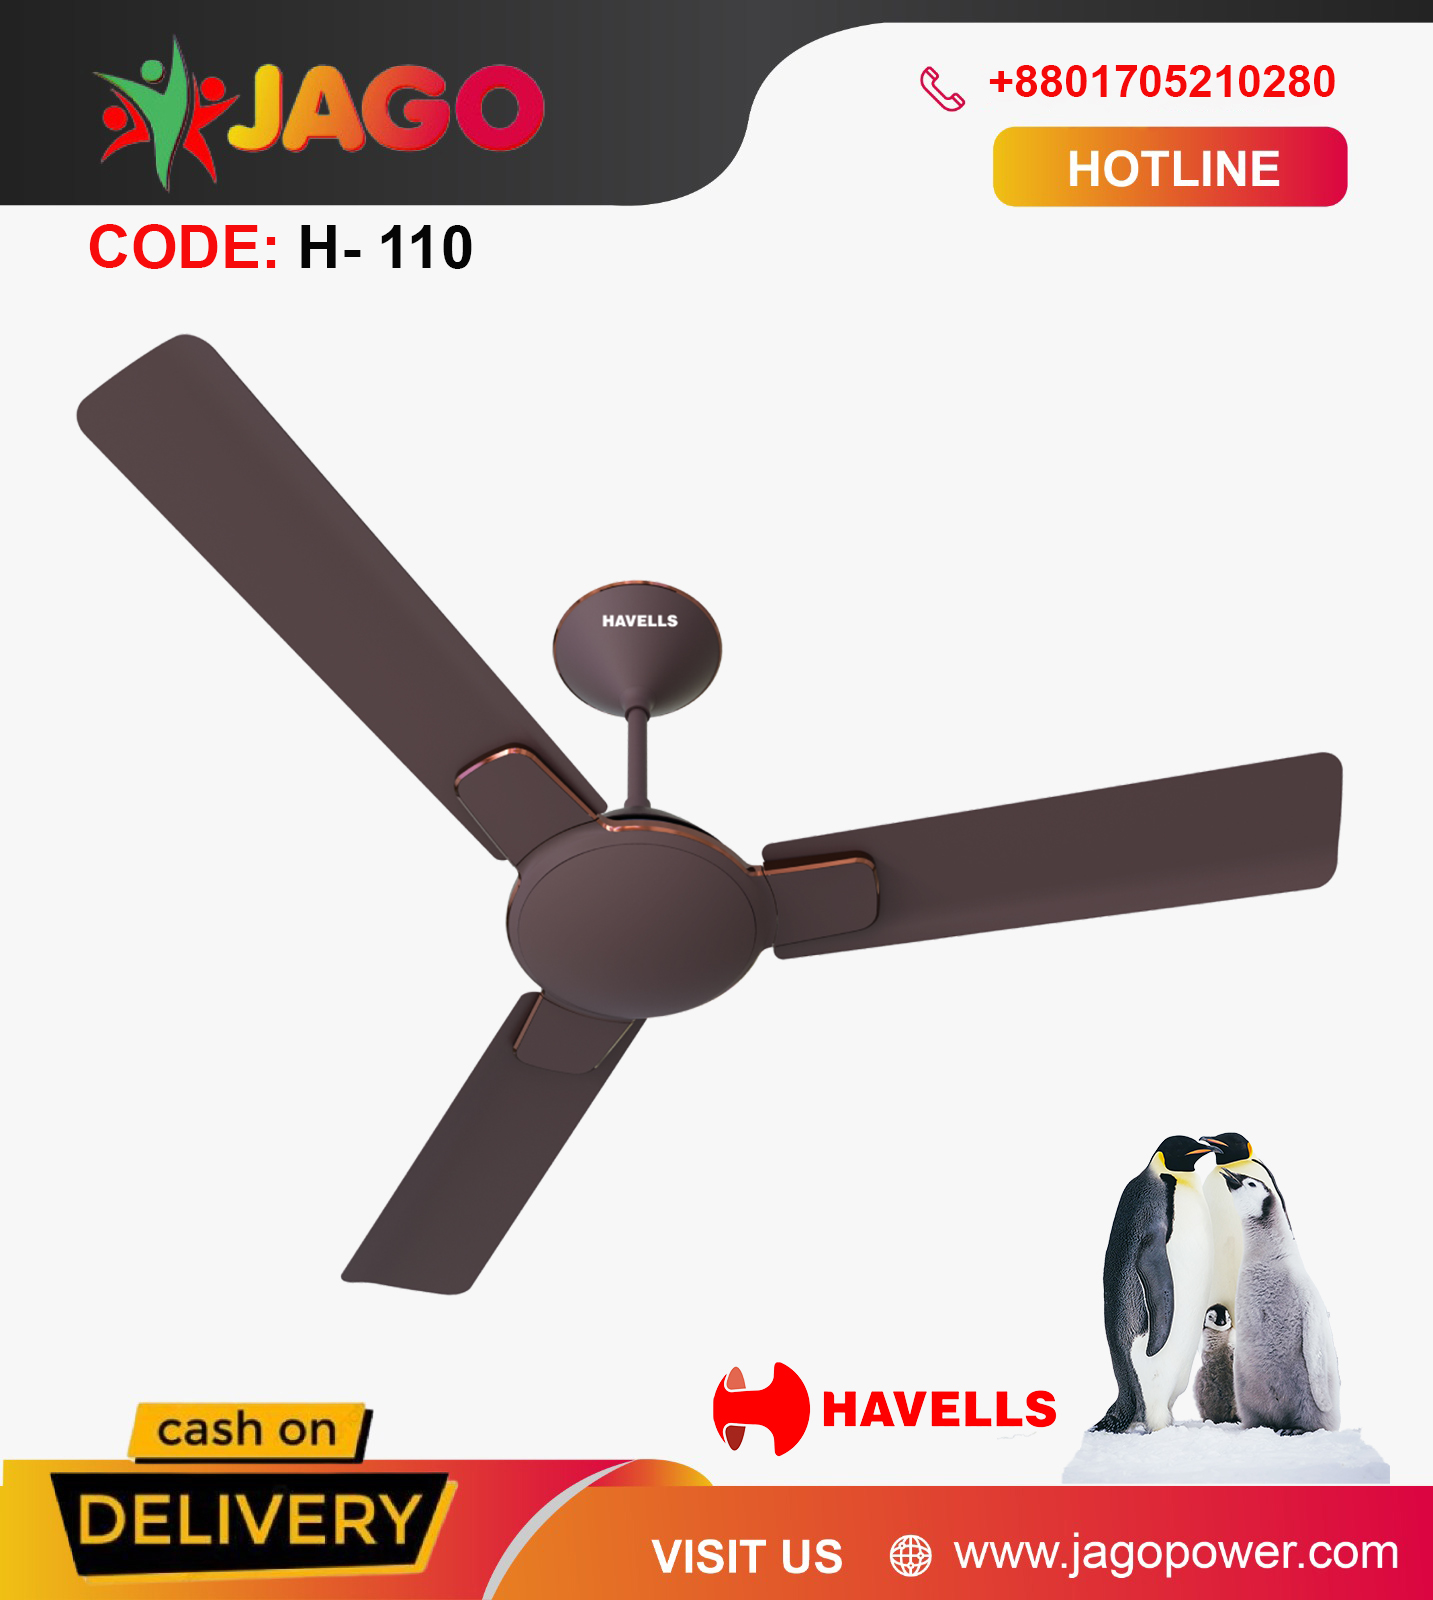 JAGO
+8801705210280
HOTLINE
CODE: H- 110
HAVELLS
HAVELLS
cash on
DELIVERY
VISIT US
www.jagopower.com